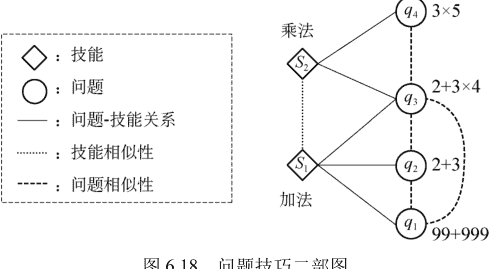 ：技能
：问题
：问题-技能关系
：技能相似性
：问题相似性
乘法
S₂
S₁
加法
q₄ 3×5
q₃ 2+3×4
q₂ 2+3
q₁ 99+999
图 6.18 问题技巧二部图